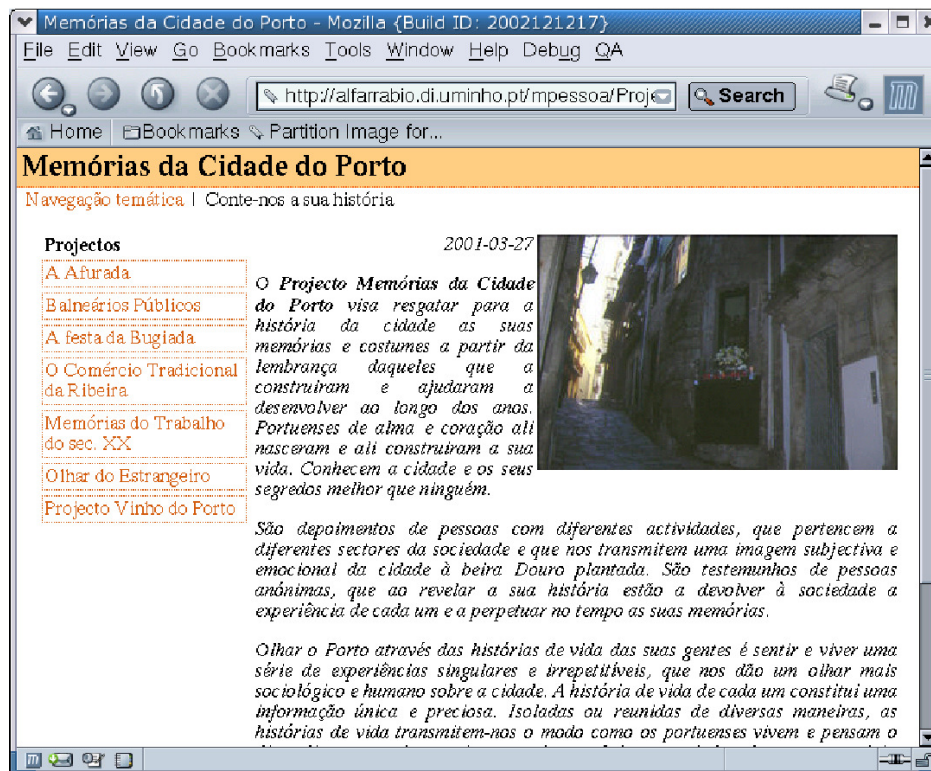 Memórias da Cidade do Porto - Mozilla {Build ID: 2002121217}
File Edit View Go Bookmarks Tools Window Help Debug QA
http://alfarrabio.di.uminho.pt/mpessoa/Proje
Search
Home Bookmarks Partition Image for...
Memórias da Cidade do Porto
Navegação temática | Conte-nos a sua história
Projectos
A Afurada
Balneários Públicos
A festa da Bugiada
O Comércio Tradicional
da Ribeira
Memórias do Trabalho
do sec. XX
Olhar do Estrangeiro
Projecto Vinho do Porto
2001-03-27
O Projecto Memórias da Cidade
do Porto visa resgatar para a
história da cidade as suas
memórias e costumes a partir da
lembrança daqueles que a
construiram e ajudaram a
desenvolver ao longo dos anos.
Portuenses de alma e coração ali
nasceram e ali construiram a sua
vida. Conhecem a cidade e os seus
segredos melhor que ninguém.
São depoimentos de pessoas com diferentes actividades, que pertencem a
diferentes sectores da sociedade e que nos transmitem uma imagem subjectiva e
emocional da cidade à beira Douro plantada. São testemunhos de pessoas
anónimas, que ao revelar a sua história estão a devolver à sociedade a
experiência de cada um e a perpetuar no tempo as suas memórias.
Olhar o Porto através das histórias de vida das suas gentes é sentir e viver uma
série de experiências singulares e irrepetitíveis, que nos dão um olhar mais
sociológico e humano sobre a cidade. A história de vida de cada um constitui uma
informação única e preciosa. Isoladas ou reunidas de diversas maneiras, as
histórias de vida transmitem-nos o modo como os portuenses vivem e pensam o